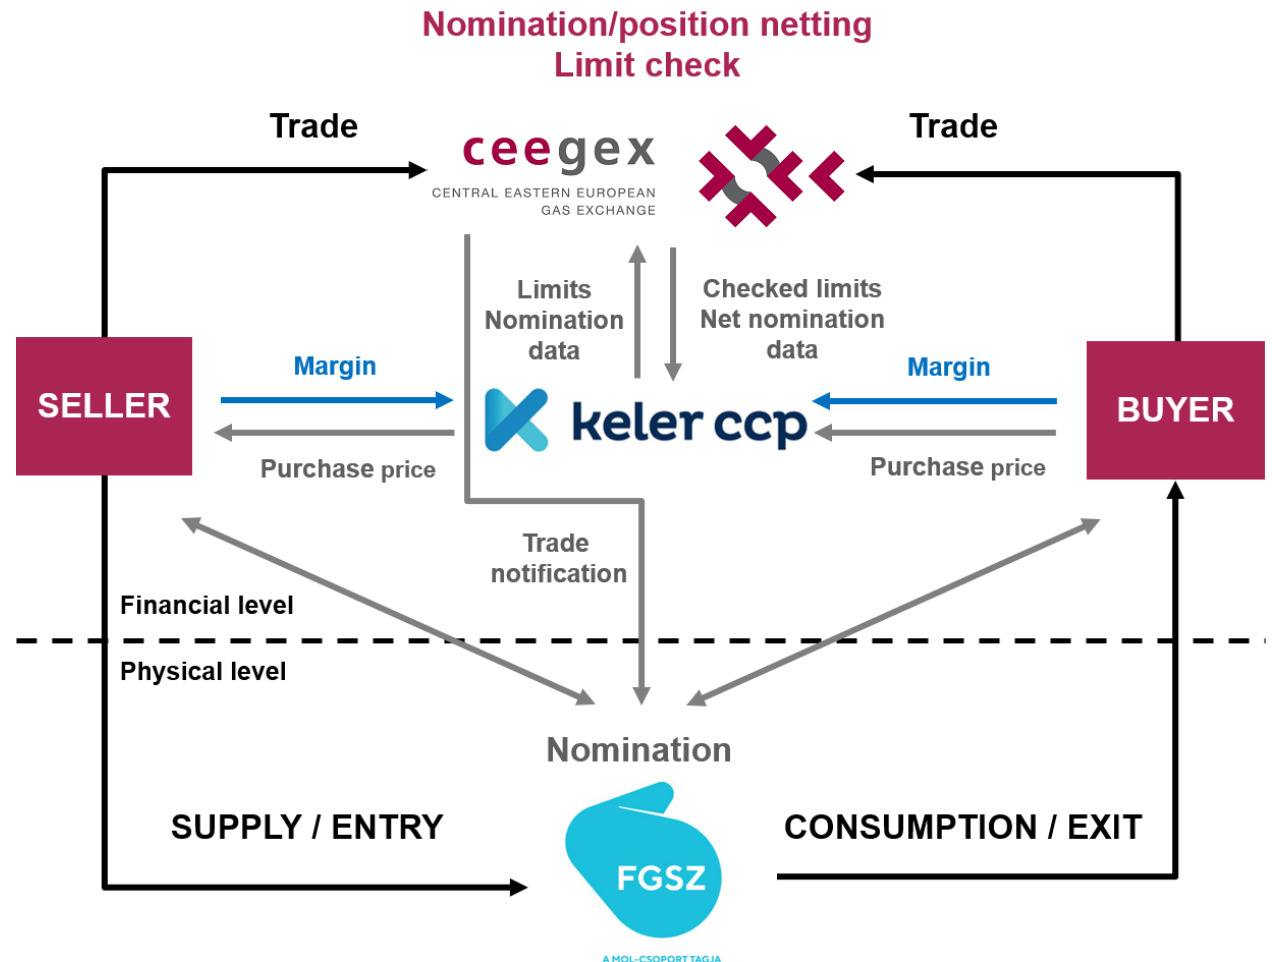 Nomination/position netting
Limit check
Trade
Trade
ceegex
CENTRAL EASTERN EUROPEAN
GAS EXCHANGE
Limits
Nomination
data
Checked limits
Net nomination
data
Margin
Margin
SELLER
keler ccp
BUYER
Purchase price
Purchase price
Trade
notification
Financial level
Physical level
Nomination
SUPPLY / ENTRY
CONSUMPTION / EXIT
FGSZ
A MOL-CSOPORT TAGJA